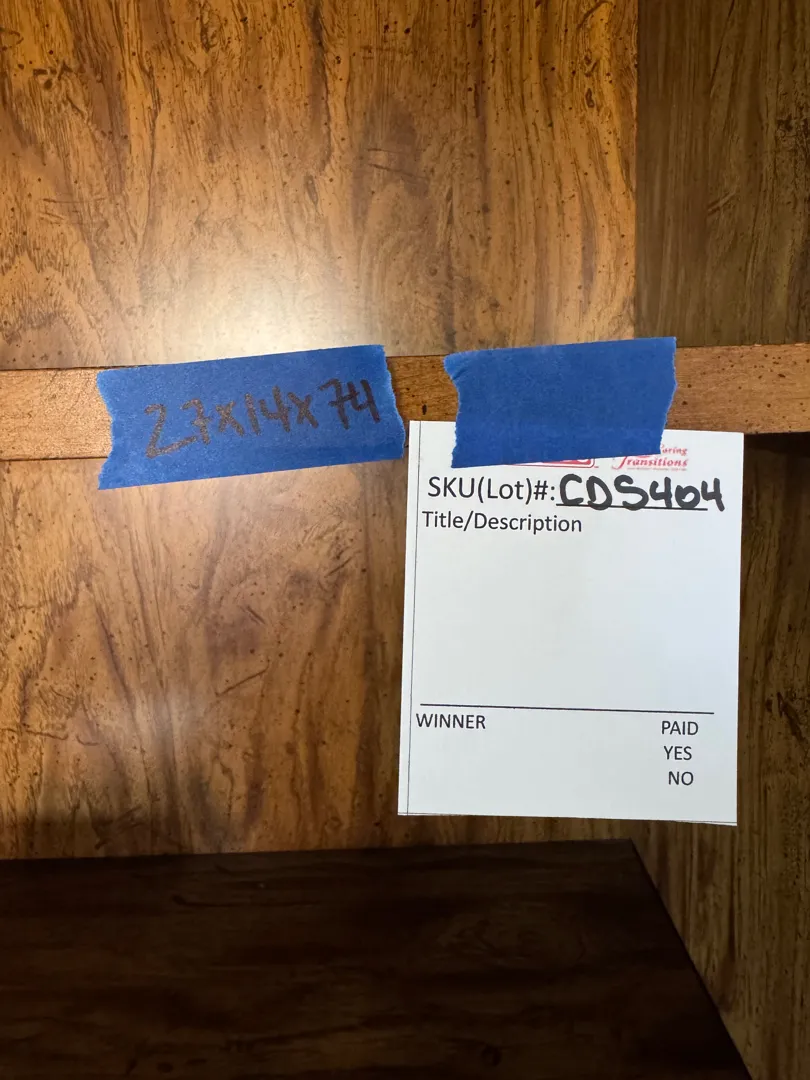 27x14x74
Transitions
SKU(Lot)#: CDS404
Title/Description
WINNER
PAID
YES
NO